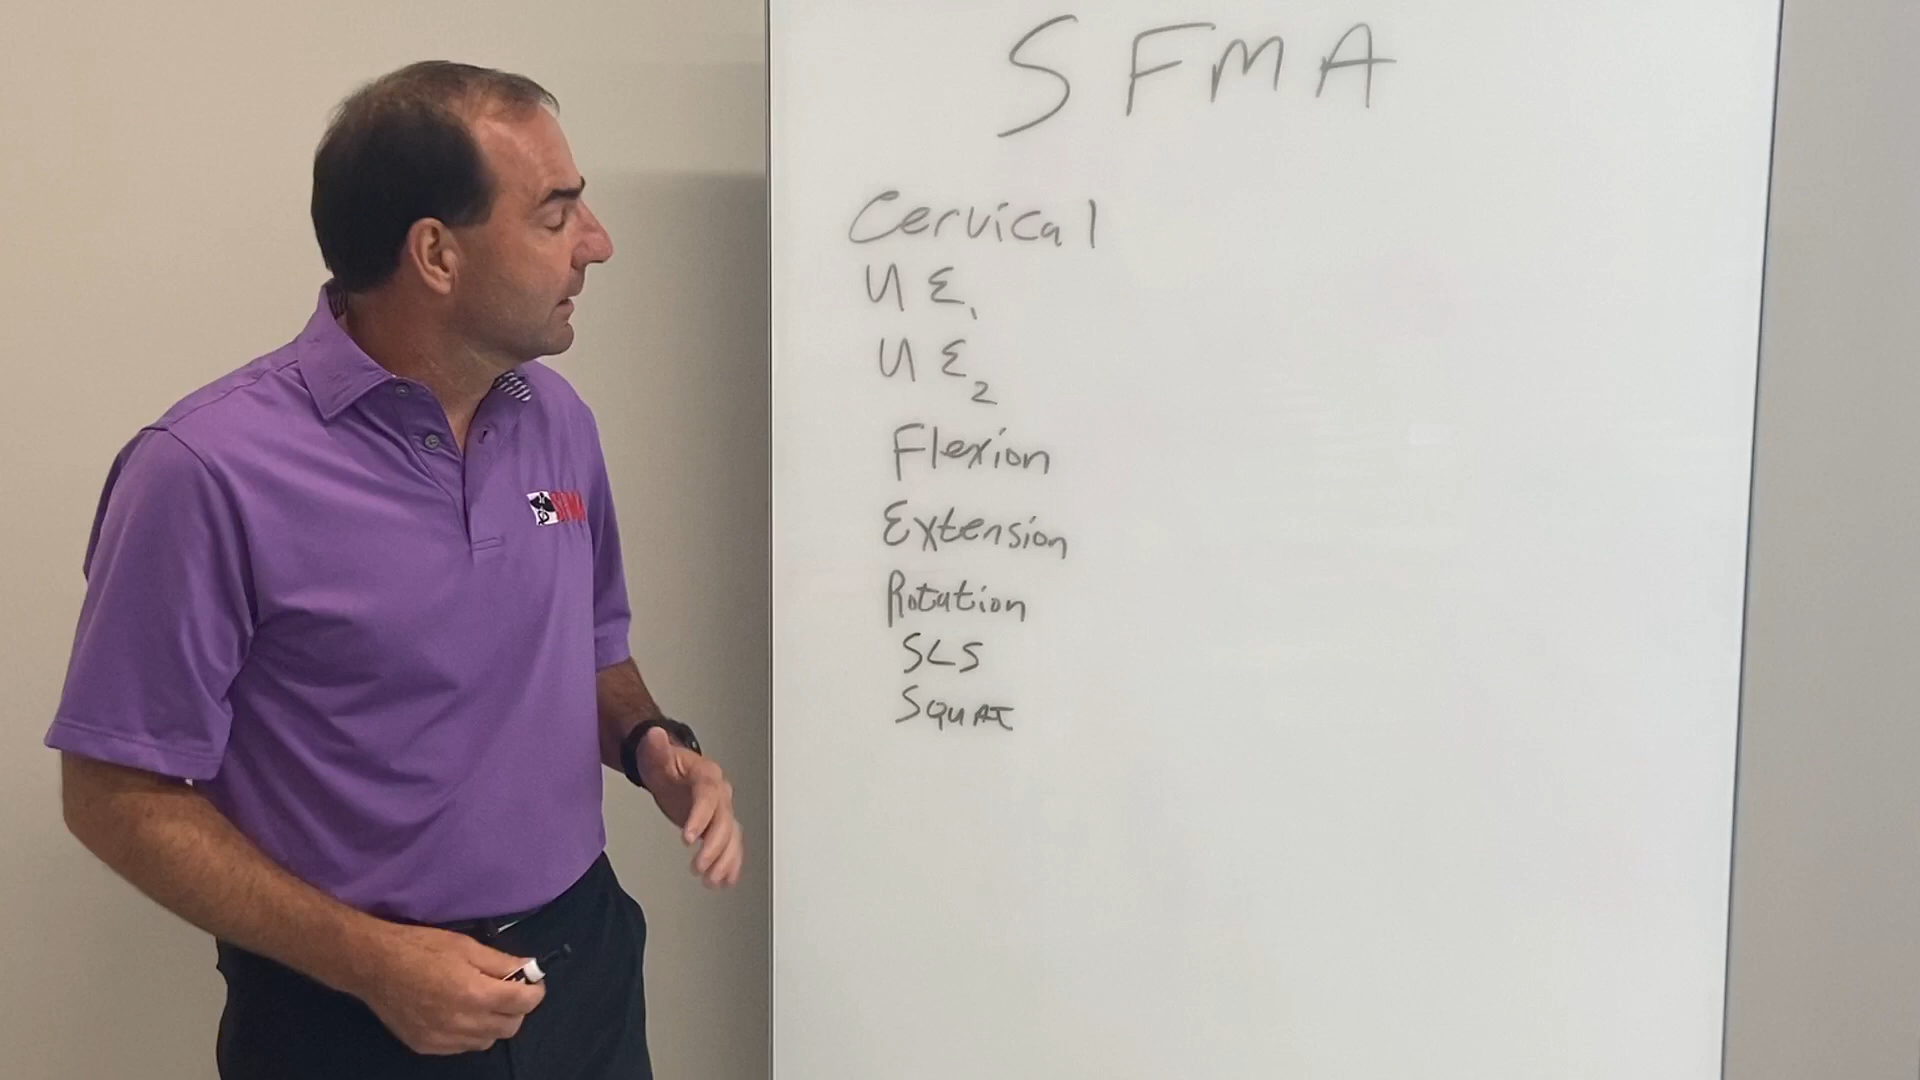 SFMA
Cervical
UE1
UE2
Flexion
Extension
Rotation
SLS
SQUAT